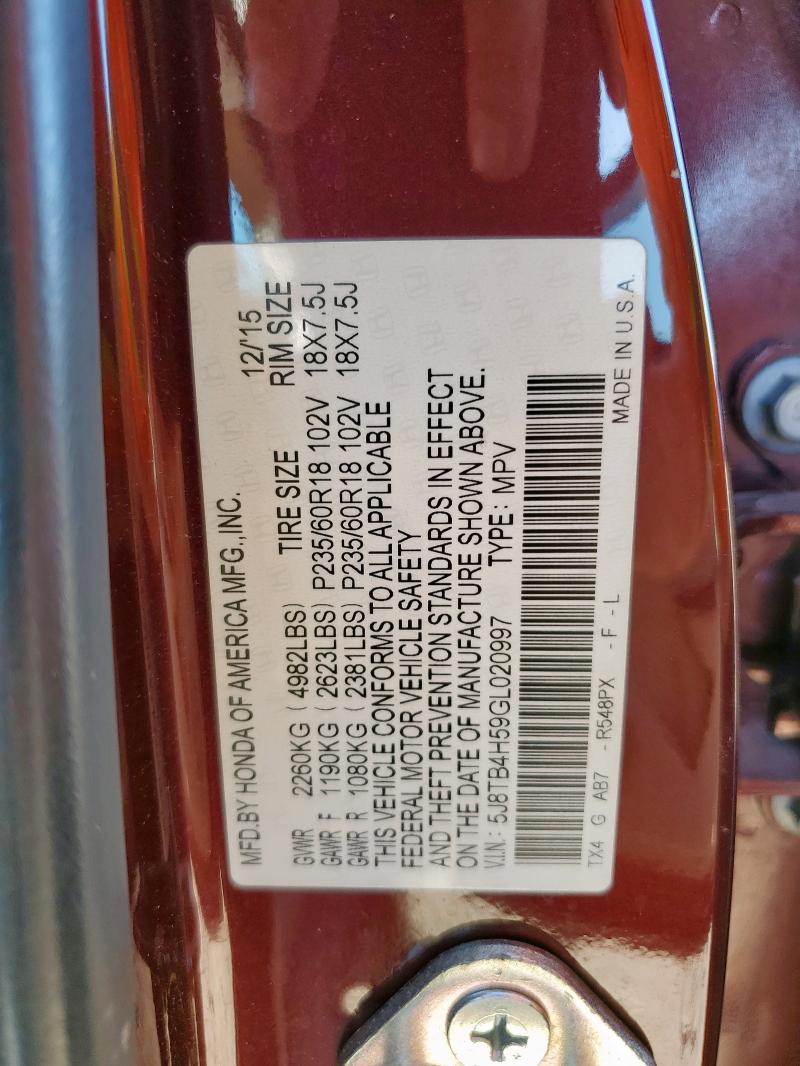 MFD.BY HONDA OF AMERICA MFG.,INC. 12/'15
TIRE SIZE RIM SIZE
GVWR 2260KG ( 4982LBS)
GAWR F 1190KG ( 2623LBS) P235/60R18 102V 18X7.5J
GAWR R 1080KG ( 2381LBS) P235/60R18 102V 18X7.5J
THIS VEHICLE CONFORMS TO ALL APPLICABLE
FEDERAL MOTOR VEHICLE SAFETY
AND THEFT PREVENTION STANDARDS IN EFFECT
ON THE DATE OF MANUFACTURE SHOWN ABOVE.
V.I.N.: 5J8TB4H59GL020997 TYPE: MPV
TX4 G AB7 - R548PX - F - L MADE IN U.S.A.